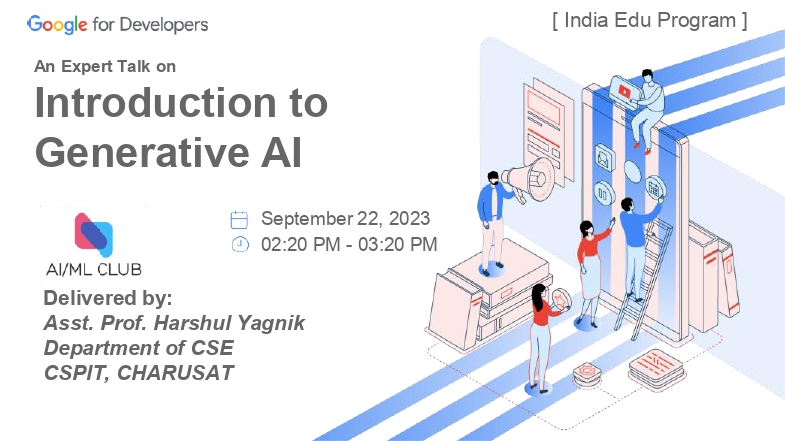 Google for Developers
[ India Edu Program ]
An Expert Talk on
Introduction to
Generative AI
September 22, 2023
02:20 PM - 03:20 PM
AI/ML CLUB
Delivered by:
Asst. Prof. Harshul Yagnik
Department of CSE
CSPIT, CHARUSAT